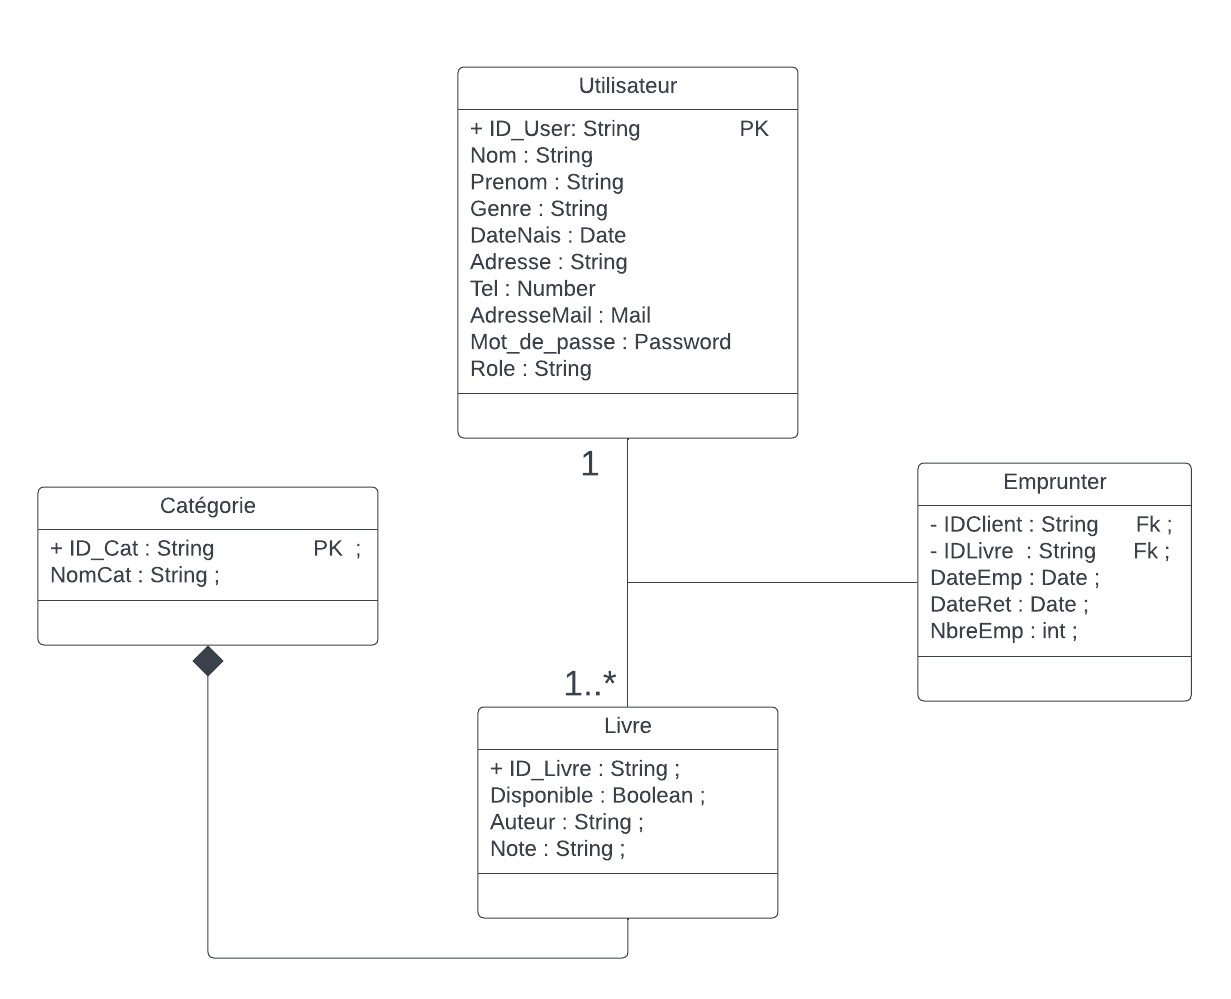 Utilisateur
+ ID_User: String PK
Nom : String
Prenom : String
Genre : String
DateNais : Date
Adresse : String
Tel : Number
AdresseMail : Mail
Mot_de_passe : Password
Role : String
1
Catégorie
+ ID_Cat : String PK ;
NomCat : String ;
Emprunter
- IDClient : String Fk ;
- IDLivre : String Fk ;
DateEmp : Date ;
DateRet : Date ;
NbreEmp : int ;
1..*
Livre
+ ID_Livre : String ;
Disponible : Boolean ;
Auteur : String ;
Note : String ;